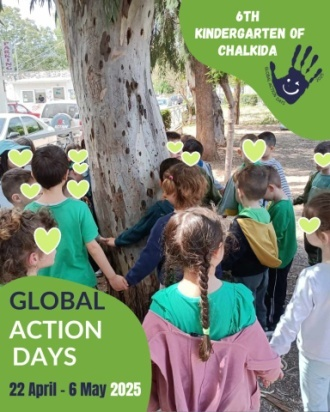 6TH
KINDERGARTEN OF
CHALKIDA
GLOBAL
ACTION
DAYS
22 April - 6 May 2025